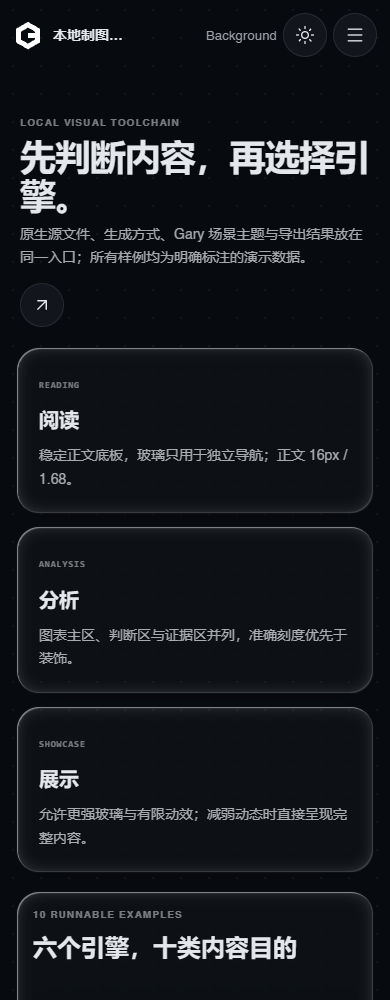 本地制图... Background
LOCAL VISUAL TOOLCHAIN
先判断内容，再选择引
擎。
原生源文件、生成方式、Gary 场景主题与导出结果放在
同一入口；所有样例均为明确标注的演示数据。
READING
阅读
稳定正文底板，玻璃只用于独立导航；正文 16px /
1.68。
ANALYSIS
分析
图表主区、判断区与证据区并列，准确刻度优先于
装饰。
SHOWCASE
展示
允许更强玻璃与有限动效；减弱动态时直接呈现完
整内容。
10 RUNNABLE EXAMPLES
六个引擎，十类内容目的